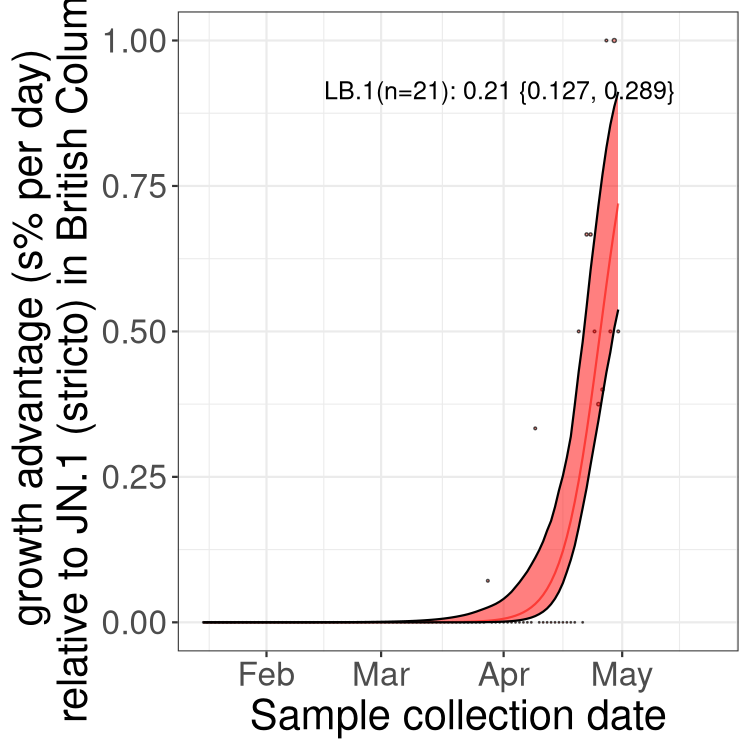 growth advantage (s% per day)
relative to JN.1 (stricto) in British Colum
1.00
0.75
0.50
0.25
0.00
LB.1(n=21): 0.21 {0.127, 0.289}
Feb Mar Apr May
Sample collection date